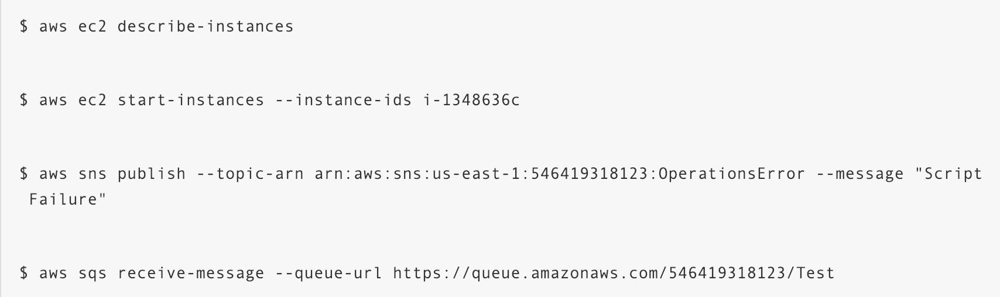 $ aws ec2 describe-instances
$ aws ec2 start-instances --instance-ids i-1348636c
$ aws sns publish --topic-arn arn:aws:sns:us-east-1:546419318123:OperationsError --message "Script
Failure"
$ aws sqs receive-message --queue-url https://queue.amazonaws.com/546419318123/Test